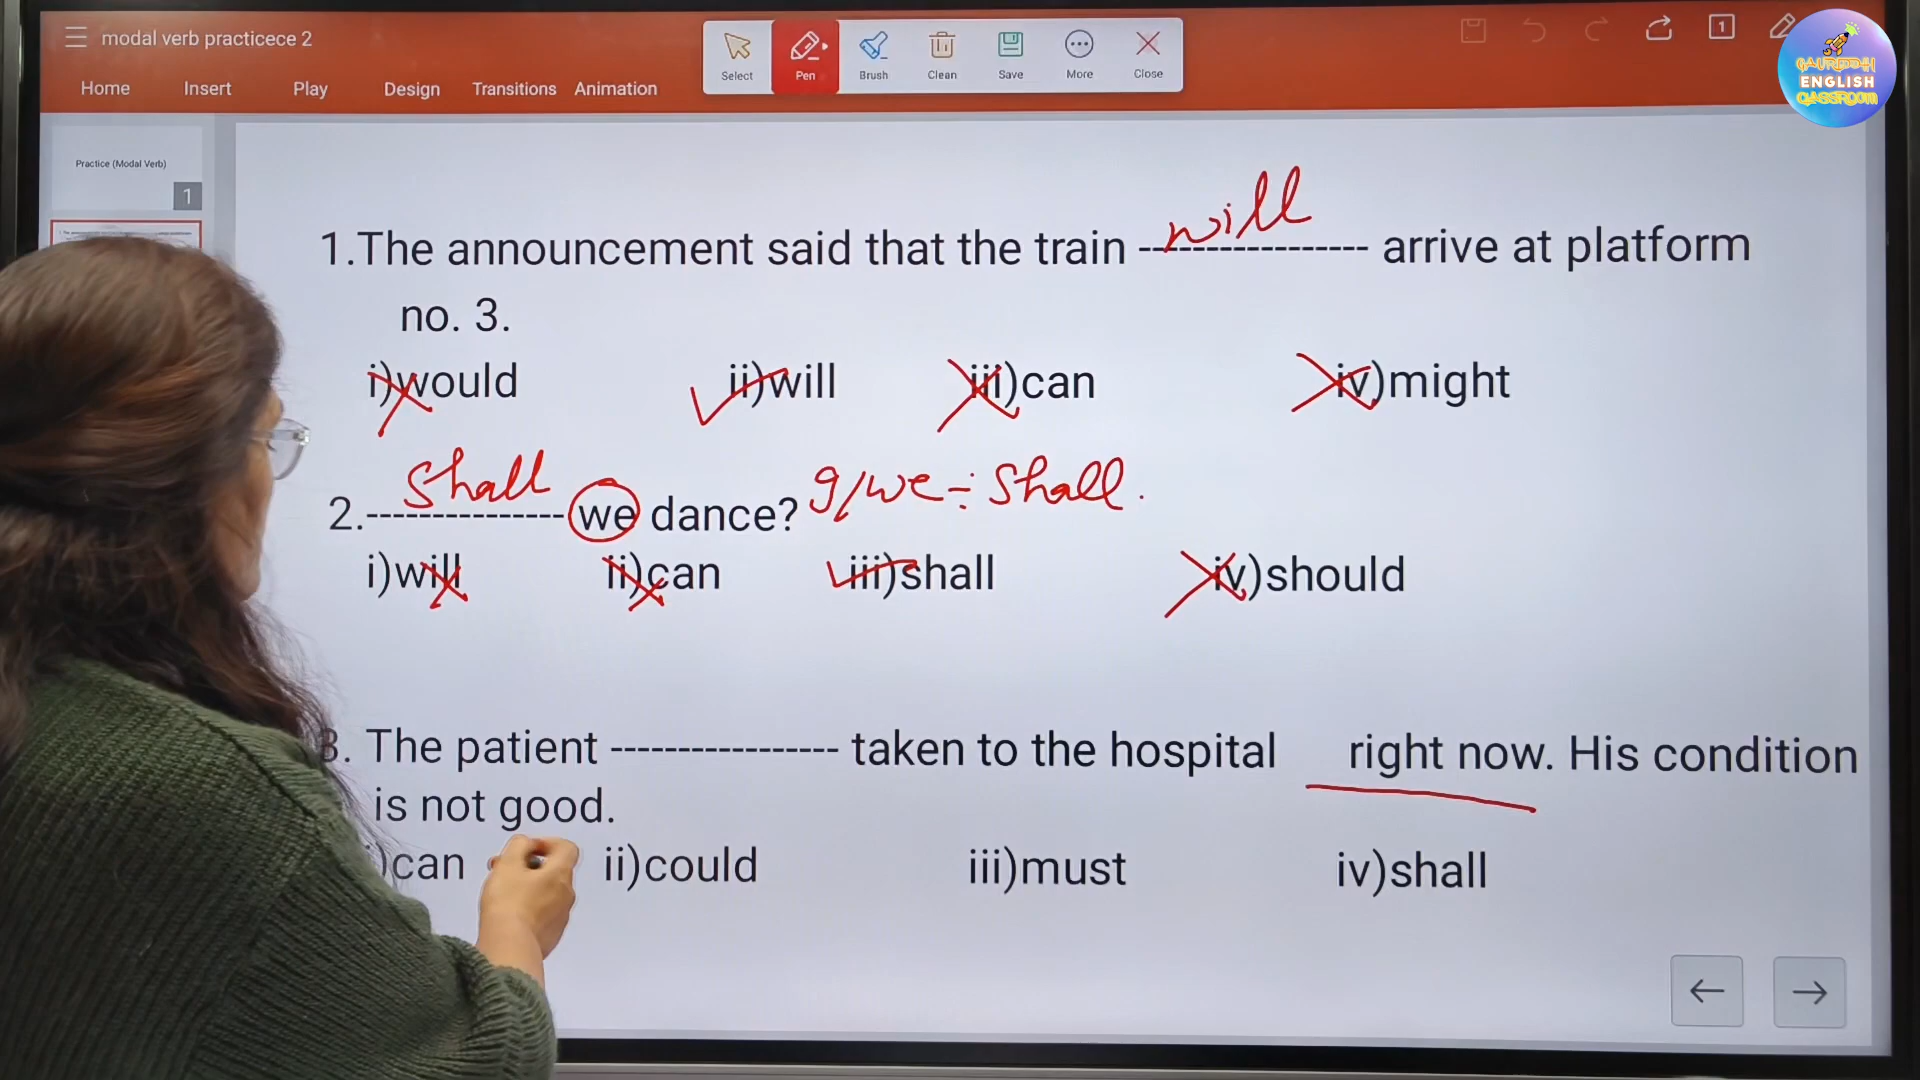 modal verb practicece 2
Select Pen Brush Clean Save More Close
1
Home Insert Play Design Transitions Animation
GAURIDDH
ENGLISH
CLASSROOM
Practice (Modal Verb)
1
will
1.The announcement said that the train ----------------- arrive at platform
no. 3.
i)would ii)will iii)can iv)might
shall I/we ÷ Shall.
2.--------------- we dance?
i)will ii)can iii)shall iv)should
3. The patient ----------------- taken to the hospital right now. His condition
is not good.
)can ii)could iii)must iv)shall